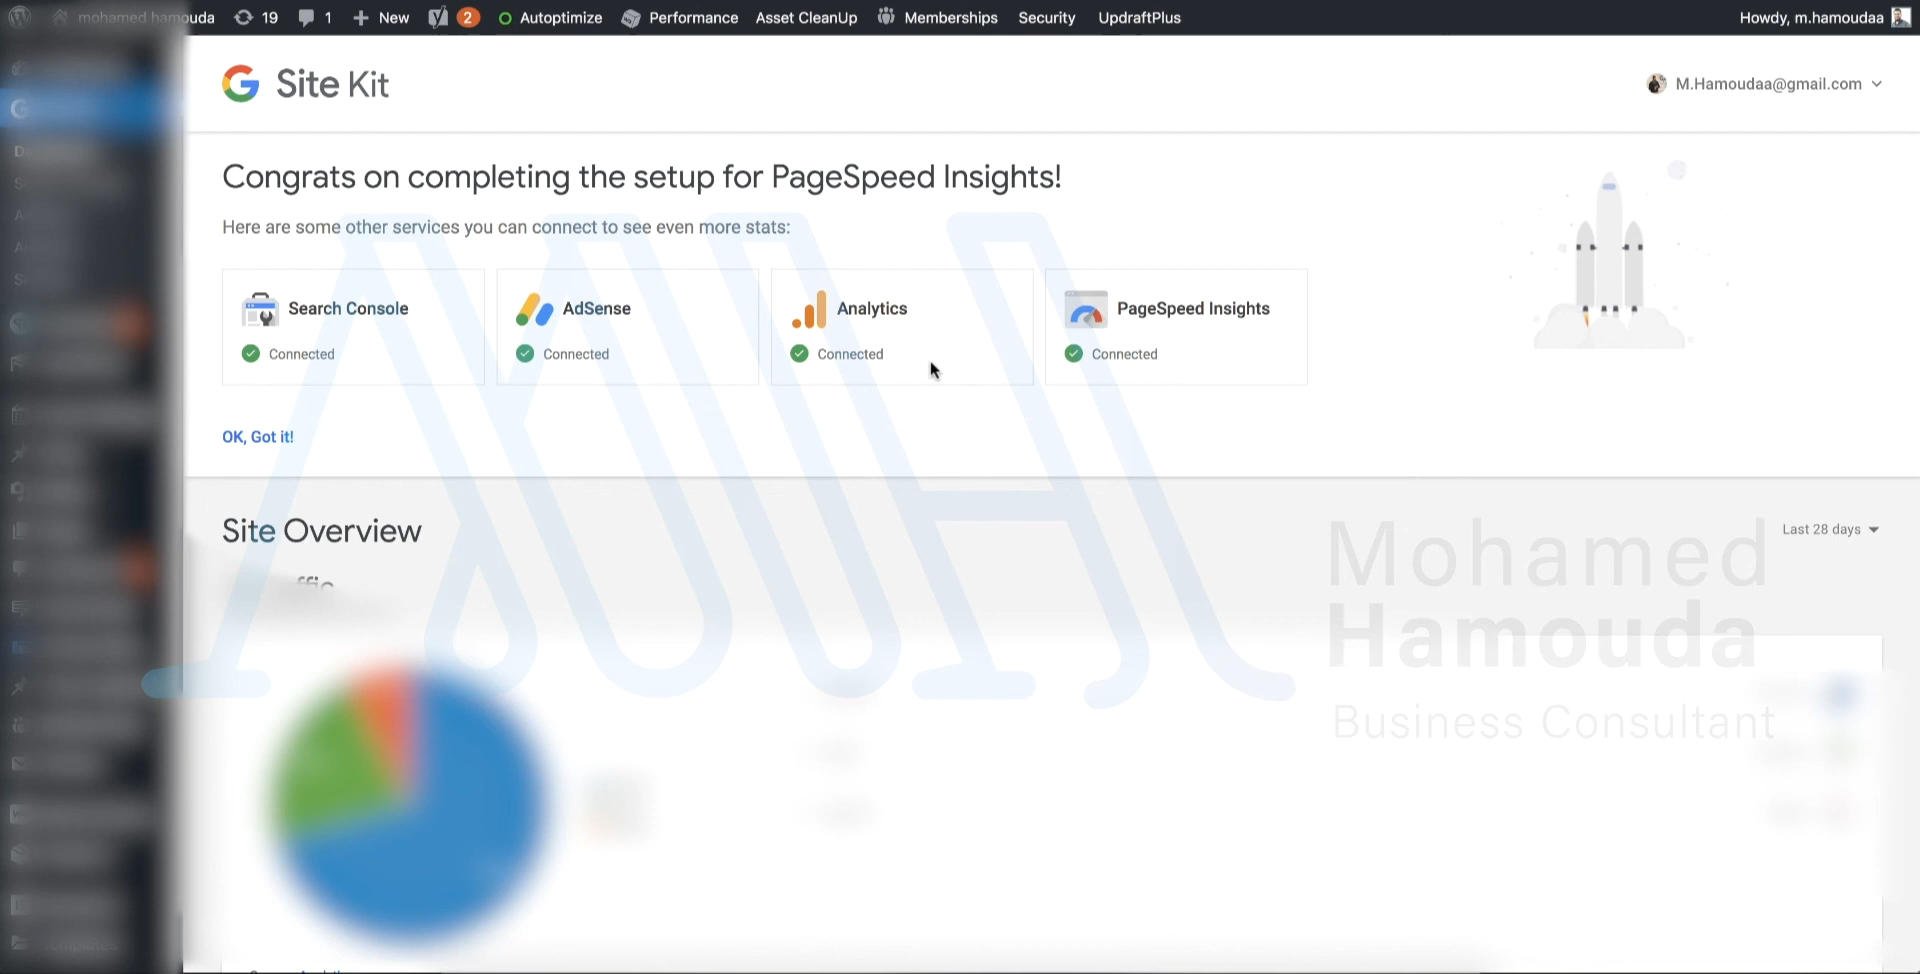 mohamed hamouda 19 1 New 2 Autoptimize Performance Asset CleanUp Memberships Security UpdraftPlus Howdy, m.hamoudaa
Site Kit
M.Hamoudaa@gmail.com
Congrats on completing the setup for PageSpeed Insights!
Here are some other services you can connect to see even more stats:
Search Console
Connected
AdSense
Connected
Analytics
Connected
PageSpeed Insights
Connected
OK, Got it!
Site Overview
Last 28 days
Mohamed
Hamouda
Business Consultant